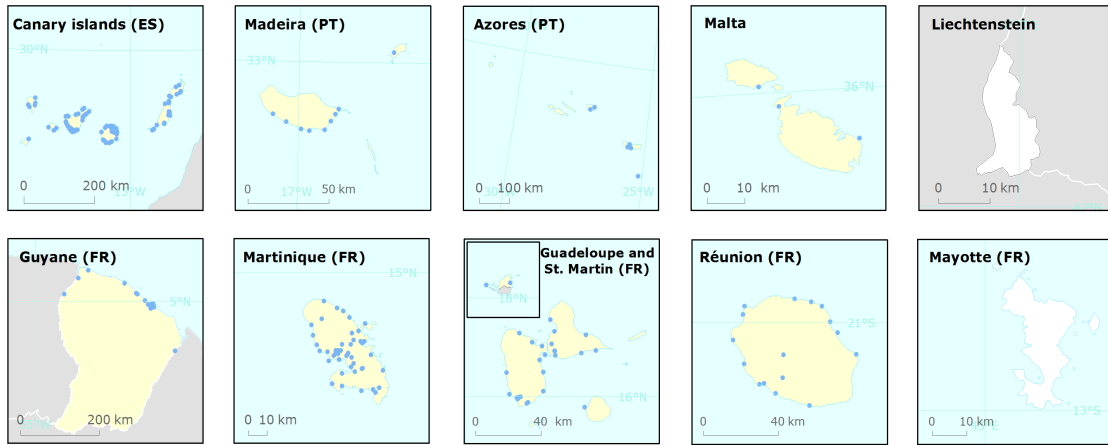 Canary islands (ES)
30°N
0 200 km
15°W
Madeira (PT)
33°N
0 50 km
17°W
Azores (PT)
30°W
0 100 km
25°W
Malta
36°N
0 10 km
Liechtenstein
0 10 km
Guyane (FR)
5°N
0 200 km
Martinique (FR)
15°N
0 10 km
Guadeloupe and
St. Martin (FR)
18°N
16°N
0 40 km
Réunion (FR)
21°S
0 40 km
Mayotte (FR)
0 10 km
13°S